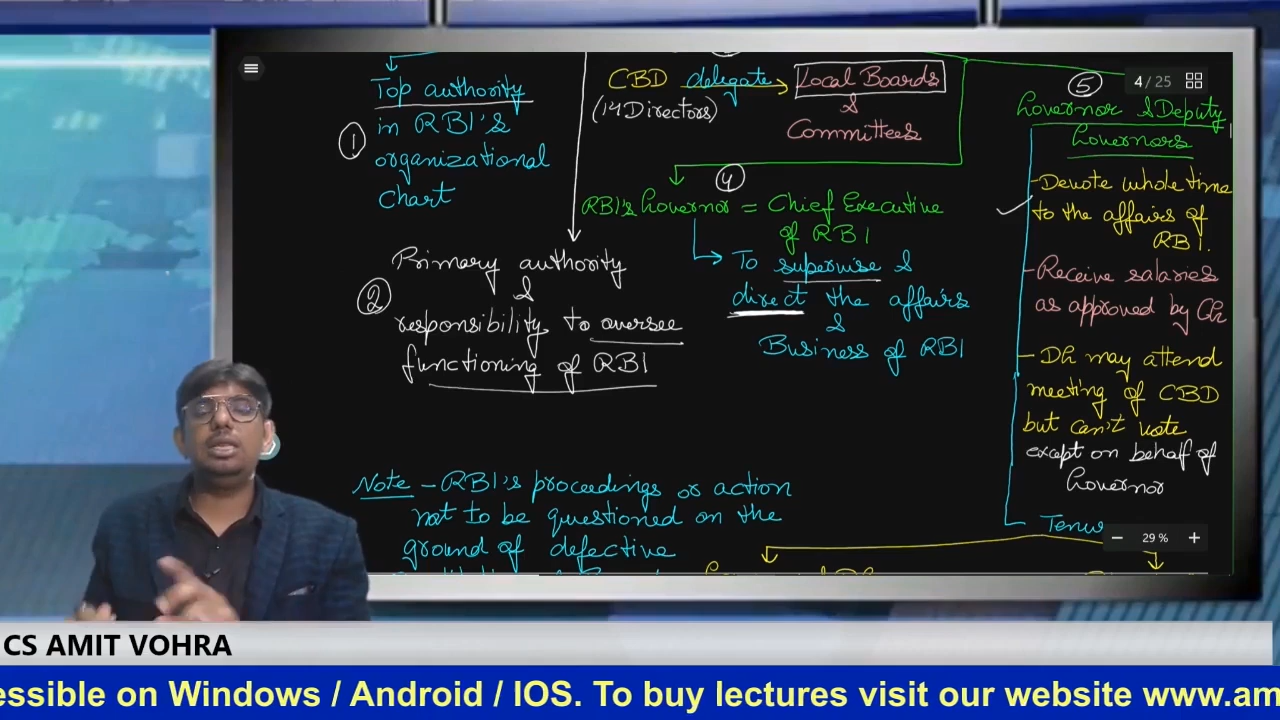 Top authority
in RBI's
organizational
chart
1
CBD delegate Local Boards
(14 Directors)
&
Committees
4
RBI's Governor = Chief Executive
of RBI
To supervise &
direct the affairs
&
Business of RBI
Primary authority
&
2
responsibility to oversee
functioning of RBI
Note - RBI's proceedings or action
not to be questioned on the
ground of defective
5
4 / 25
Governor & Deputy
Governors
- Devote whole time
to the affairs of
RBI.
- Receive salaries
as approved by CG
- DG may attend
meeting of CBD
but can't vote
except on behalf of
Governor
29 %
CS AMIT VOHRA
essible on Windows / Android / IOS. To buy lectures visit our website www.am